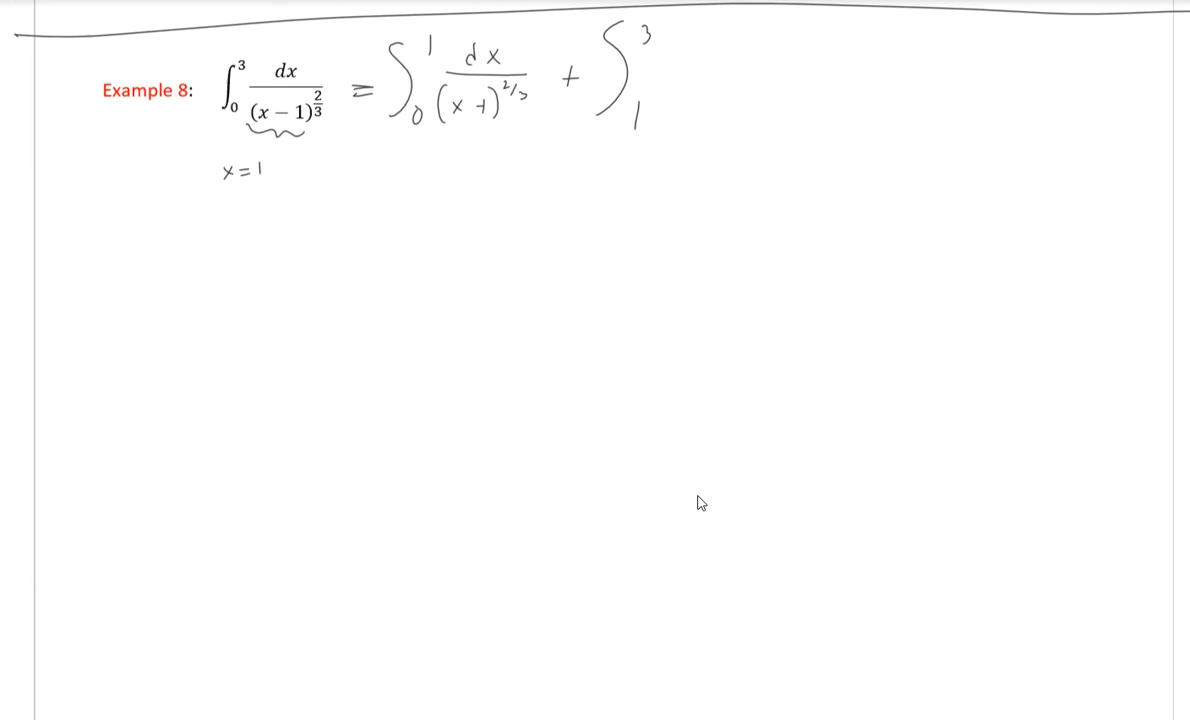 Example 8: ∫₀³ dx/(x − 1)^(2/3) = ∫₀¹ dx/(x-1)^(2/3) + ∫₁³
x = 1